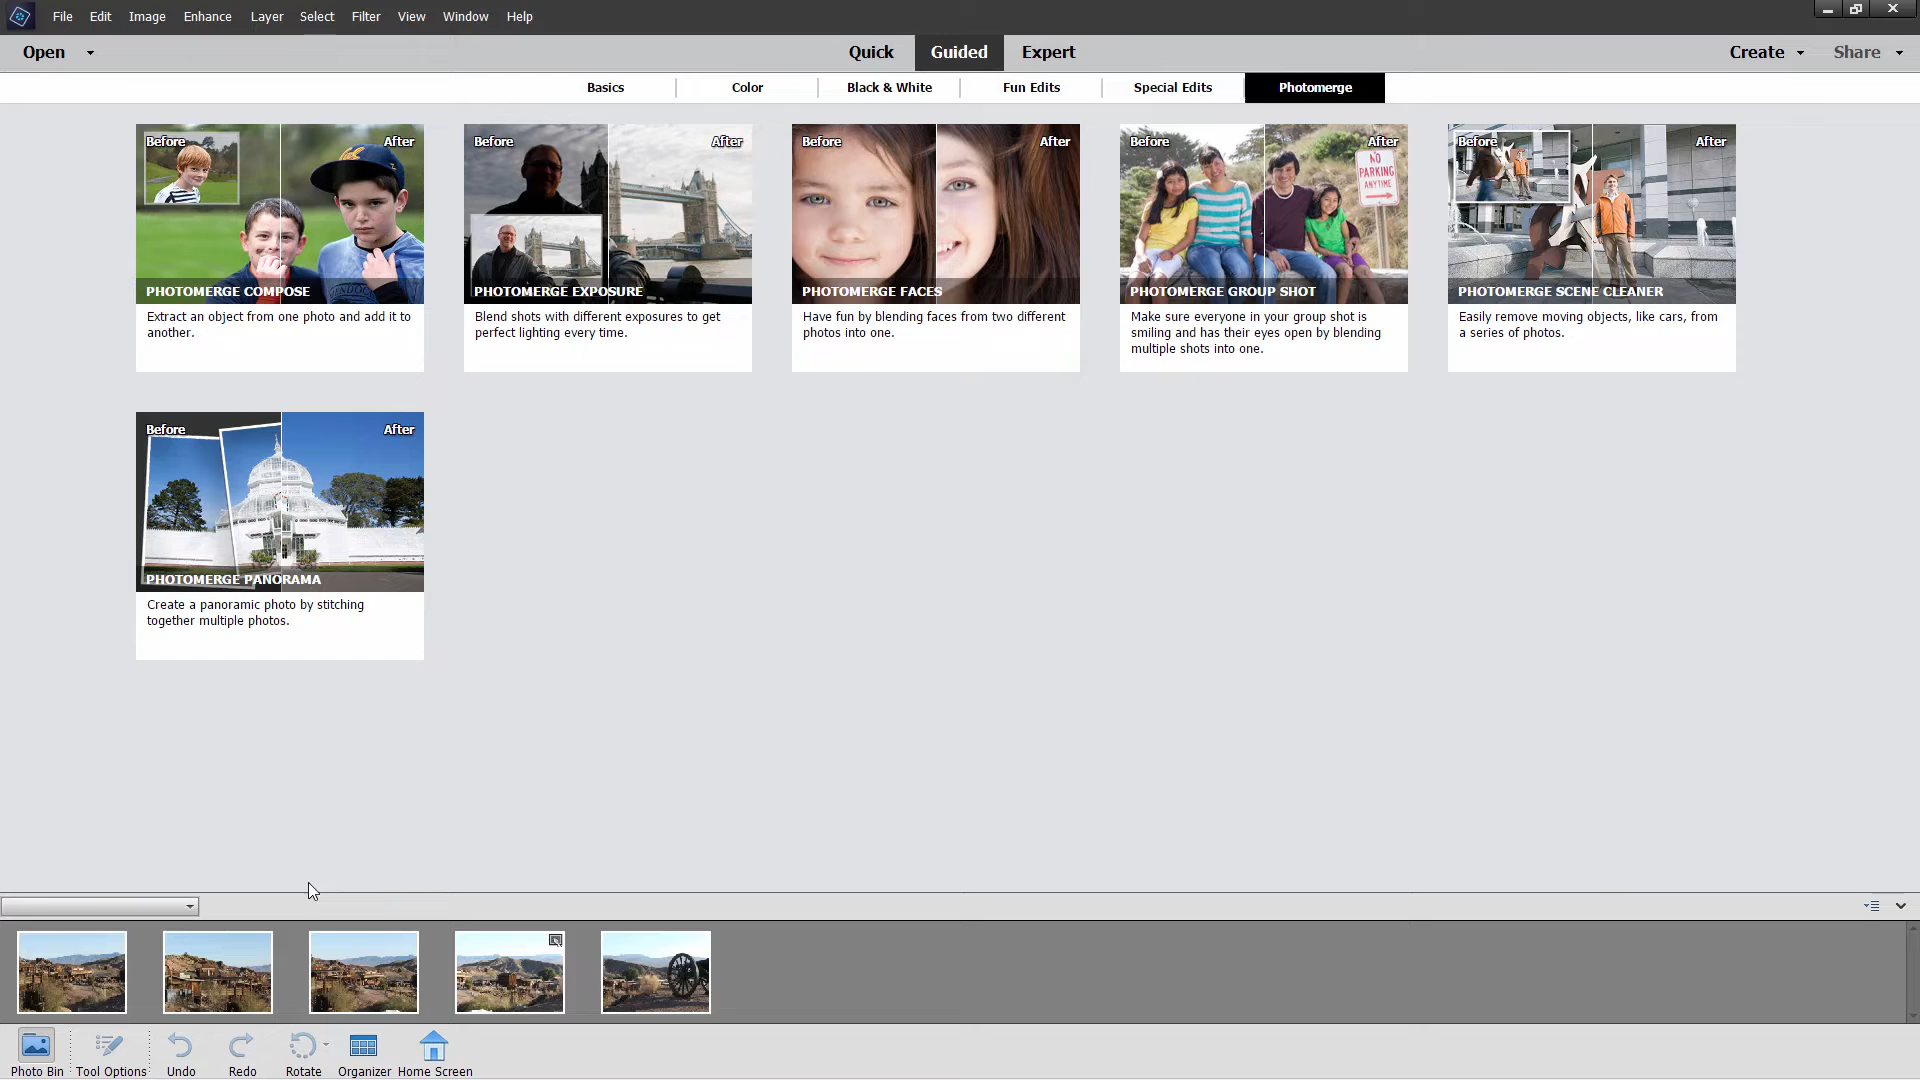 File Edit Image Enhance Layer Select Filter View Window Help
Open Quick Guided Expert Create Share
Basics Color Black & White Fun Edits Special Edits Photomerge
Before After
PHOTOMERGE COMPOSE
Extract an object from one photo and add it to
another.
Before After
PHOTOMERGE EXPOSURE
Blend shots with different exposures to get
perfect lighting every time.
Before After
PHOTOMERGE FACES
Have fun by blending faces from two different
photos into one.
Before After
NO
PARKING
ANYTIME
PHOTOMERGE GROUP SHOT
Make sure everyone in your group shot is
smiling and has their eyes open by blending
multiple shots into one.
Before After
PHOTOMERGE SCENE CLEANER
Easily remove moving objects, like cars, from
a series of photos.
Before After
PHOTOMERGE PANORAMA
Create a panoramic photo by stitching
together multiple photos.
Photo Bin Tool Options Undo Redo Rotate Organizer Home Screen